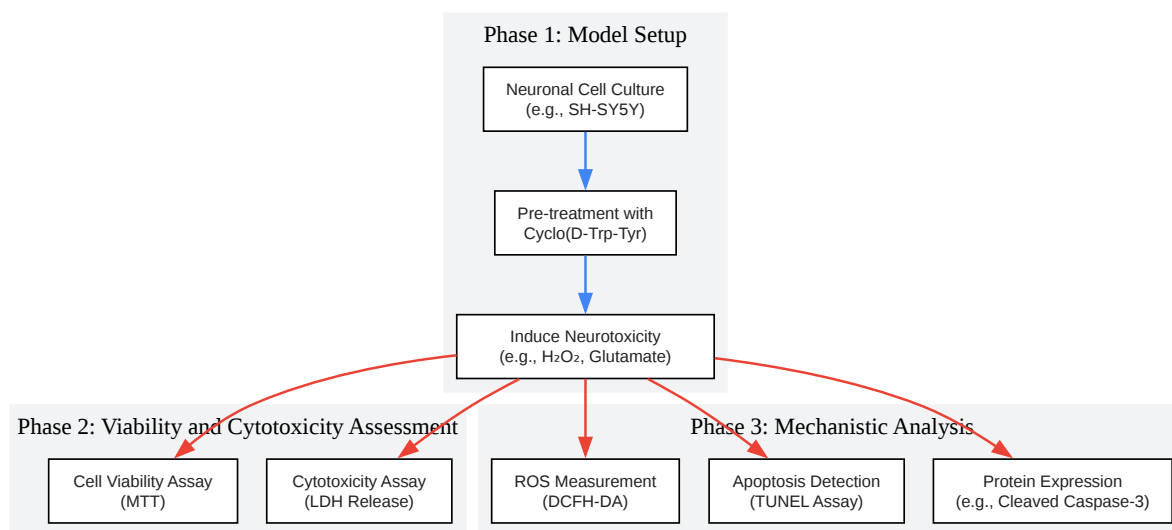 Phase 1: Model Setup
Neuronal Cell Culture
(e.g., SH-SY5Y)
Pre-treatment with
Cyclo(D-Trp-Tyr)
Induce Neurotoxicity
(e.g., H₂O₂, Glutamate)
Phase 2: Viability and Cytotoxicity Assessment
Cell Viability Assay
(MTT)
Cytotoxicity Assay
(LDH Release)
Phase 3: Mechanistic Analysis
ROS Measurement
(DCFH-DA)
Apoptosis Detection
(TUNEL Assay)
Protein Expression
(e.g., Cleaved Caspase-3)